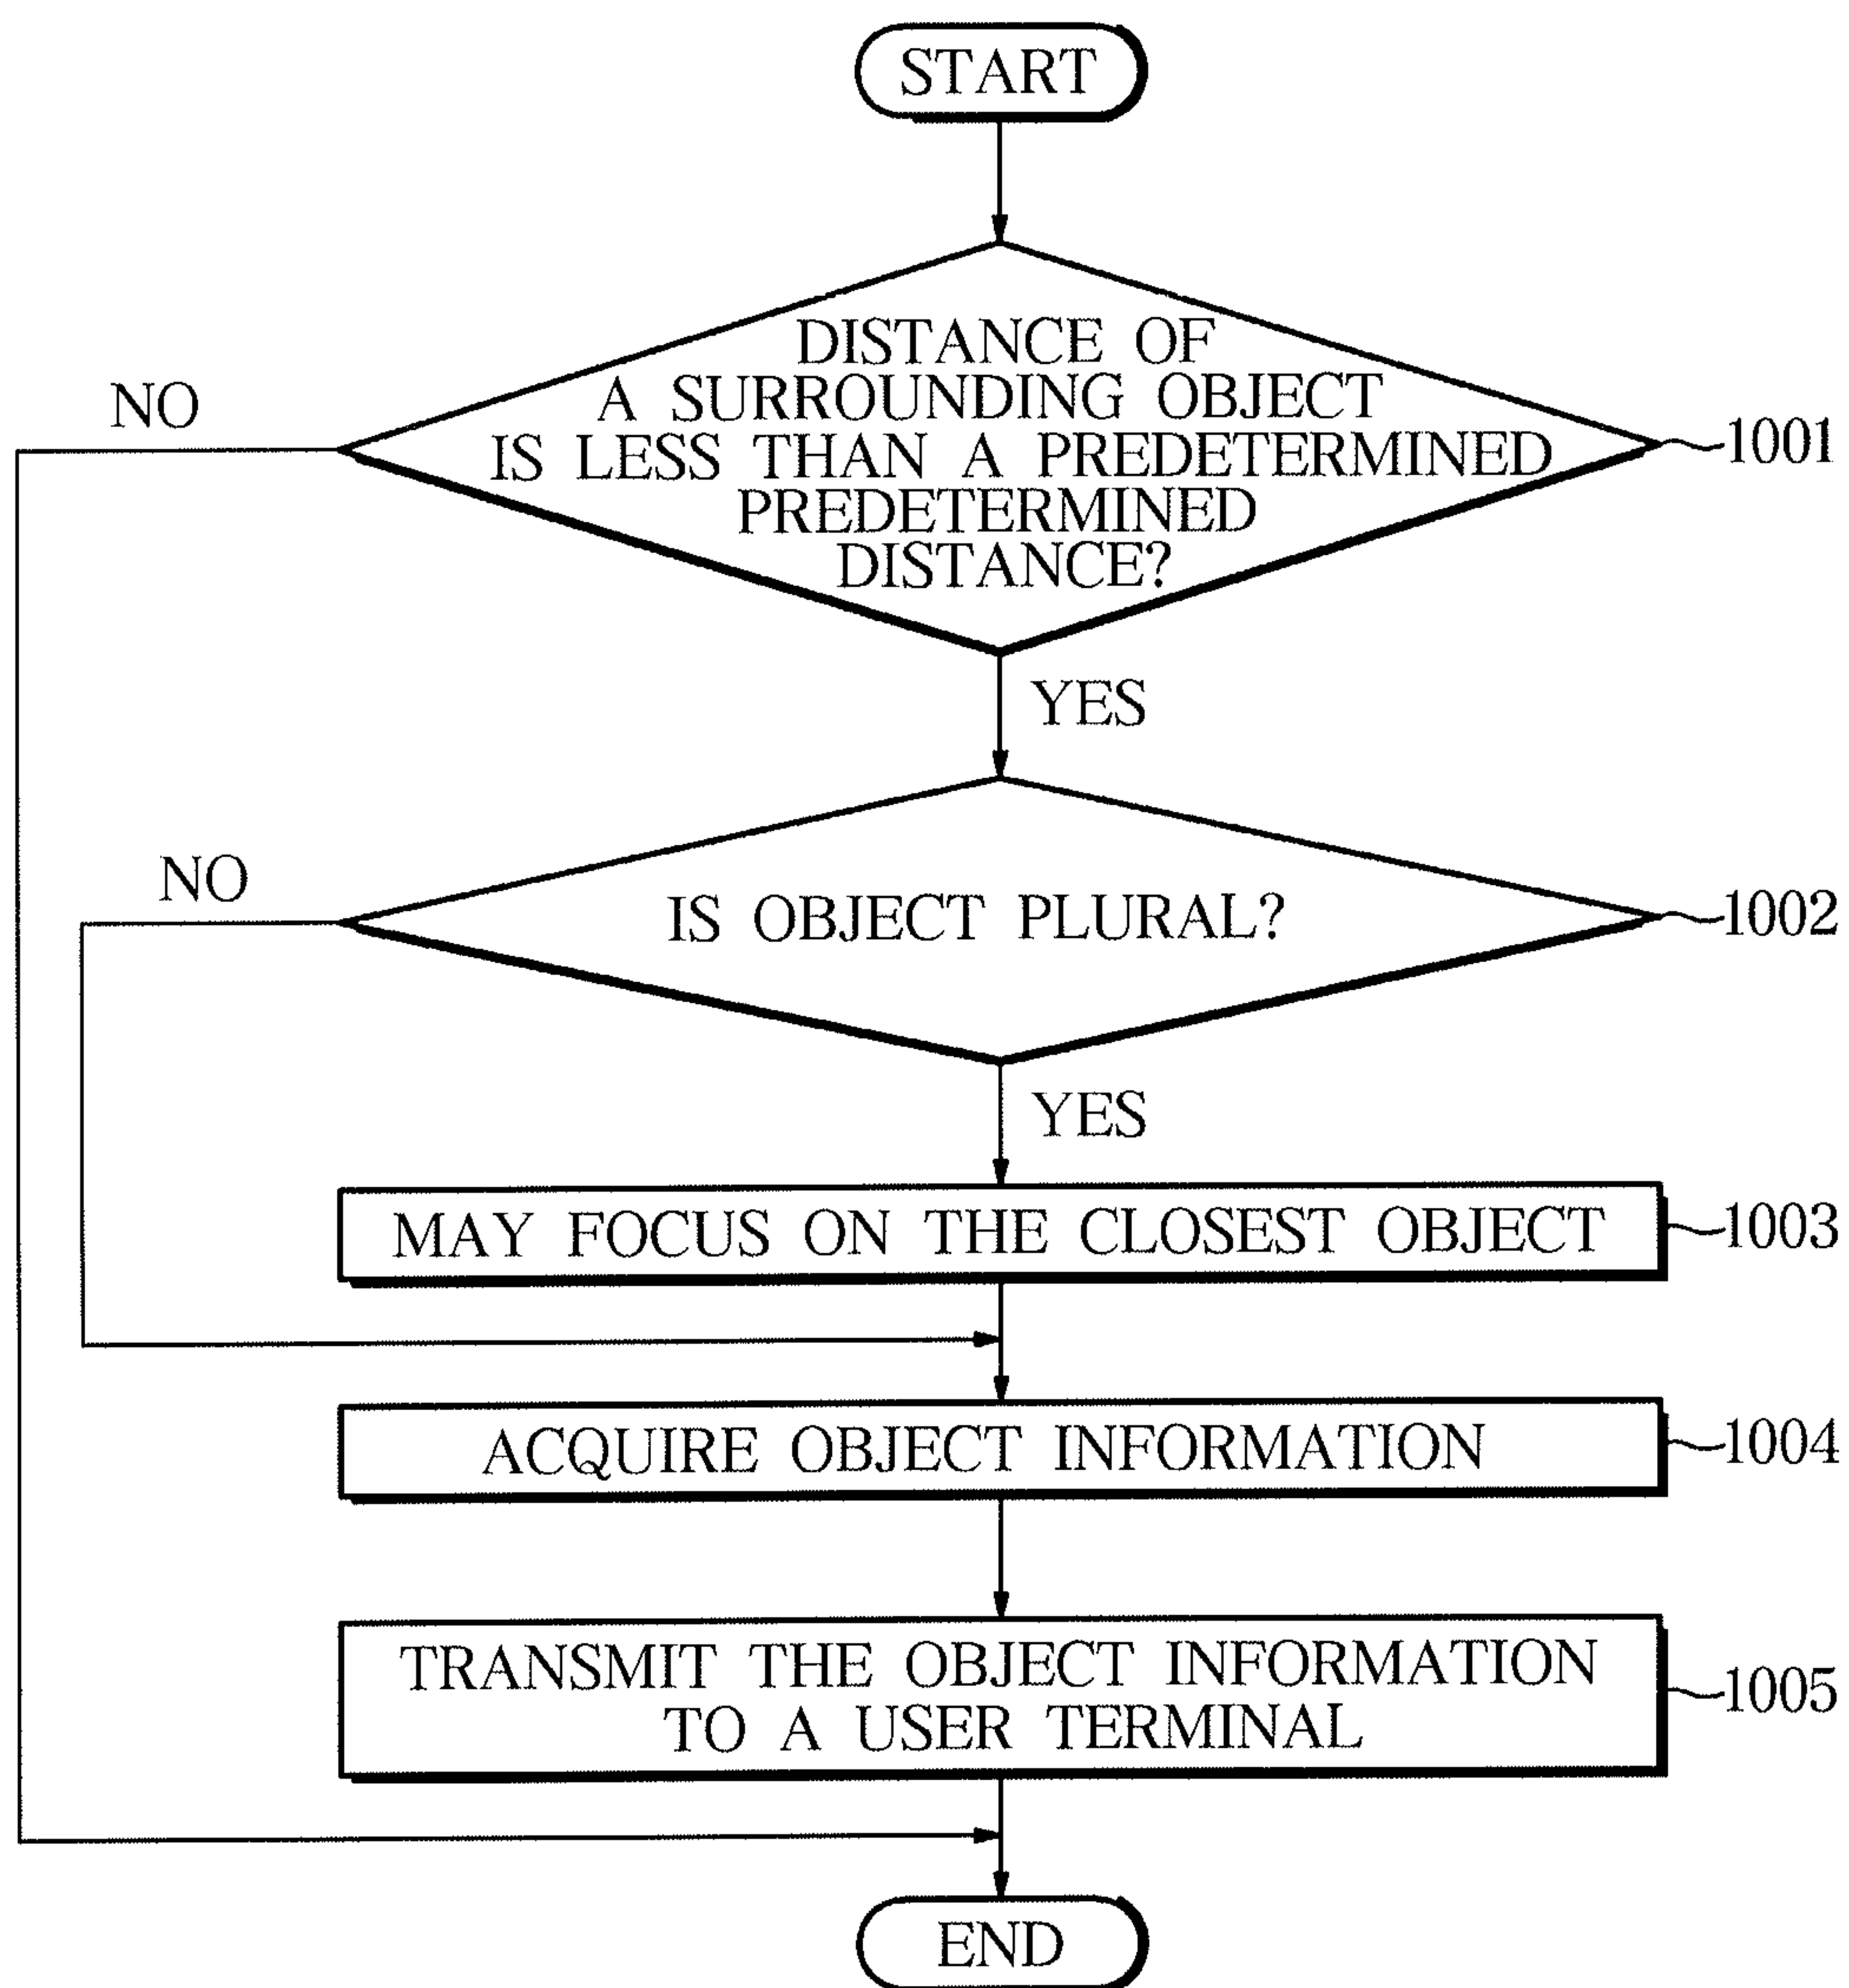 START
DISTANCE OF
A SURROUNDING OBJECT
IS LESS THAN A PREDETERMINED
PREDETERMINED
DISTANCE?
NO
1001
YES
NO
IS OBJECT PLURAL?
1002
YES
MAY FOCUS ON THE CLOSEST OBJECT
1003
ACQUIRE OBJECT INFORMATION
1004
TRANSMIT THE OBJECT INFORMATION
TO A USER TERMINAL
1005
END